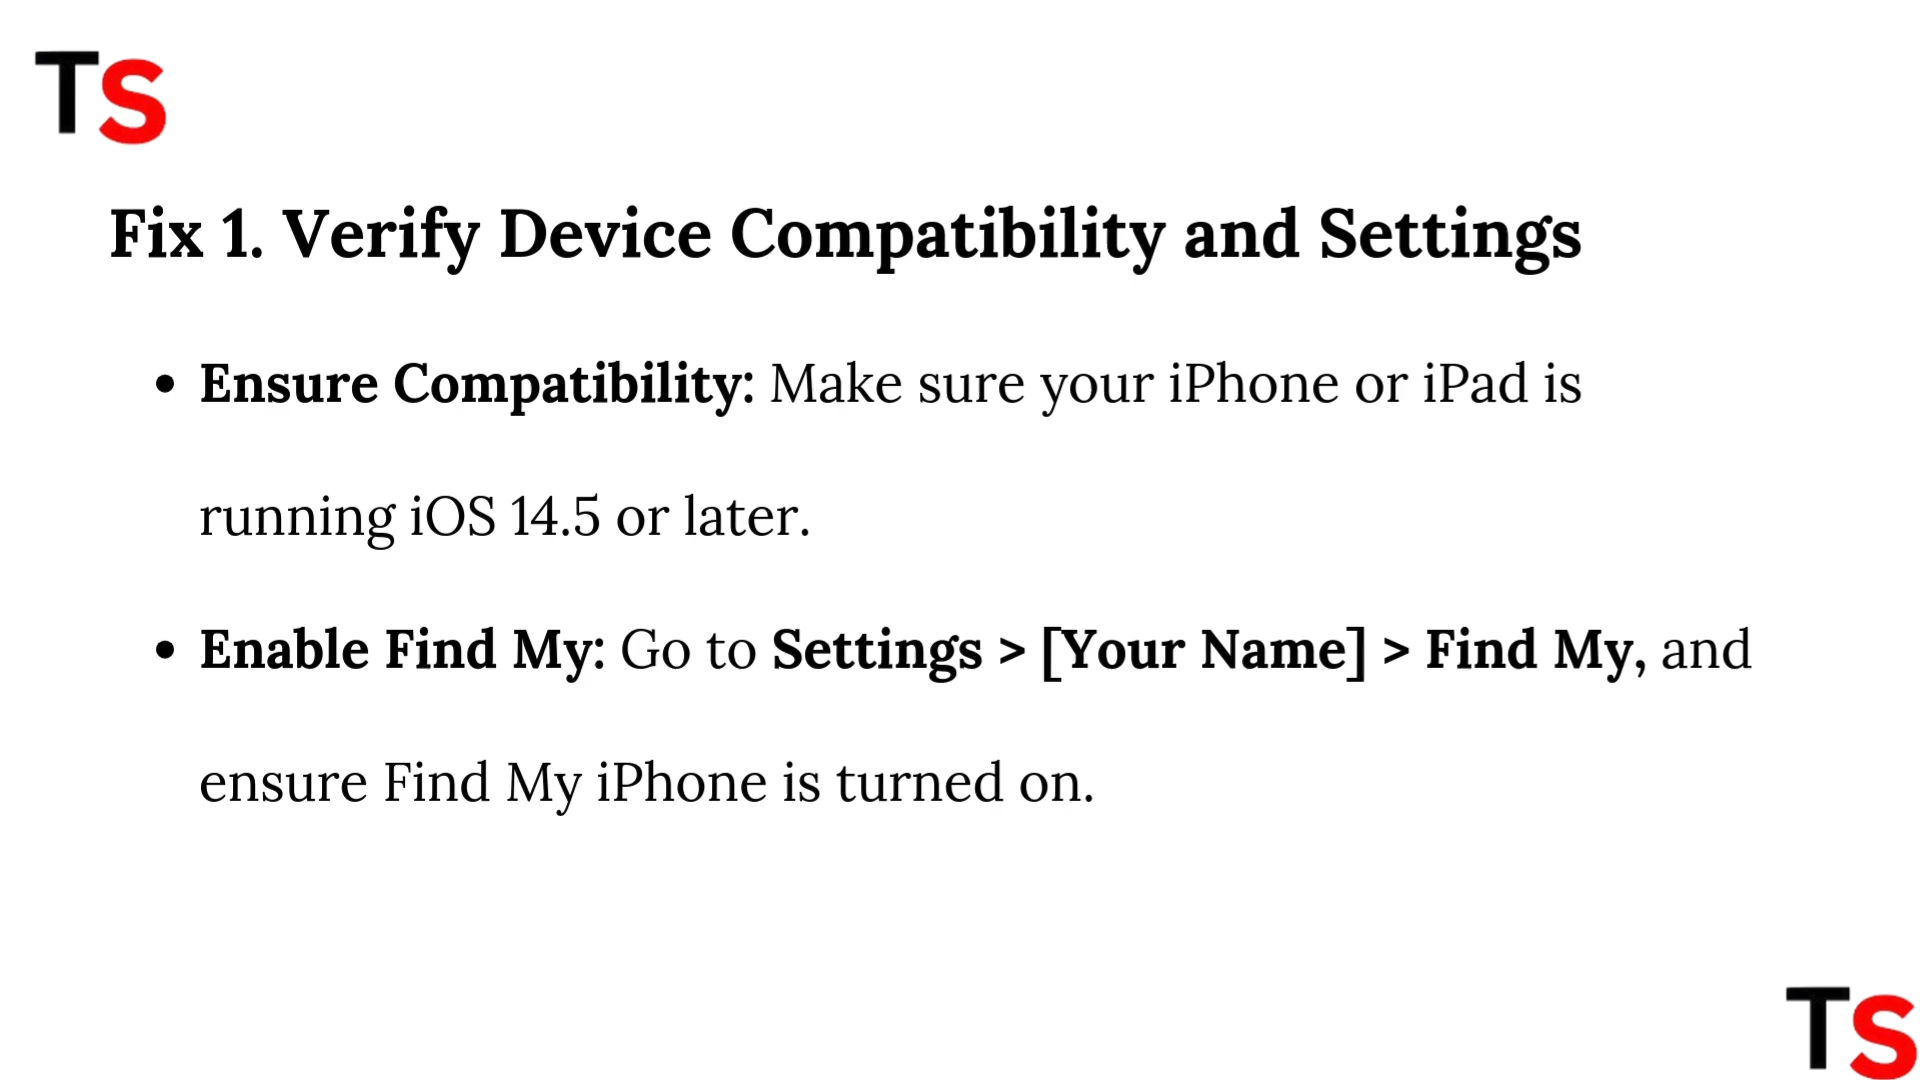 TS
Fix 1. Verify Device Compatibility and Settings
• Ensure Compatibility: Make sure your iPhone or iPad is
running iOS 14.5 or later.
• Enable Find My: Go to Settings > [Your Name] > Find My, and
ensure Find My iPhone is turned on.
TS